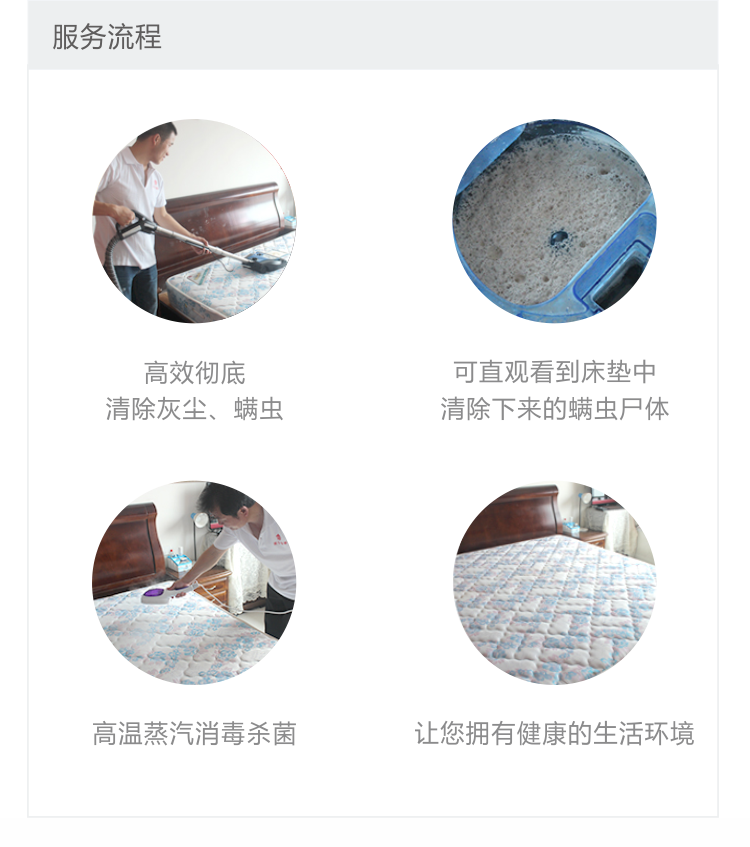 服务流程
高效彻底
清除灰尘、螨虫
可直观看到床垫中
清除下来的螨虫尸体
高温蒸汽消毒杀菌
让您拥有健康的生活环境